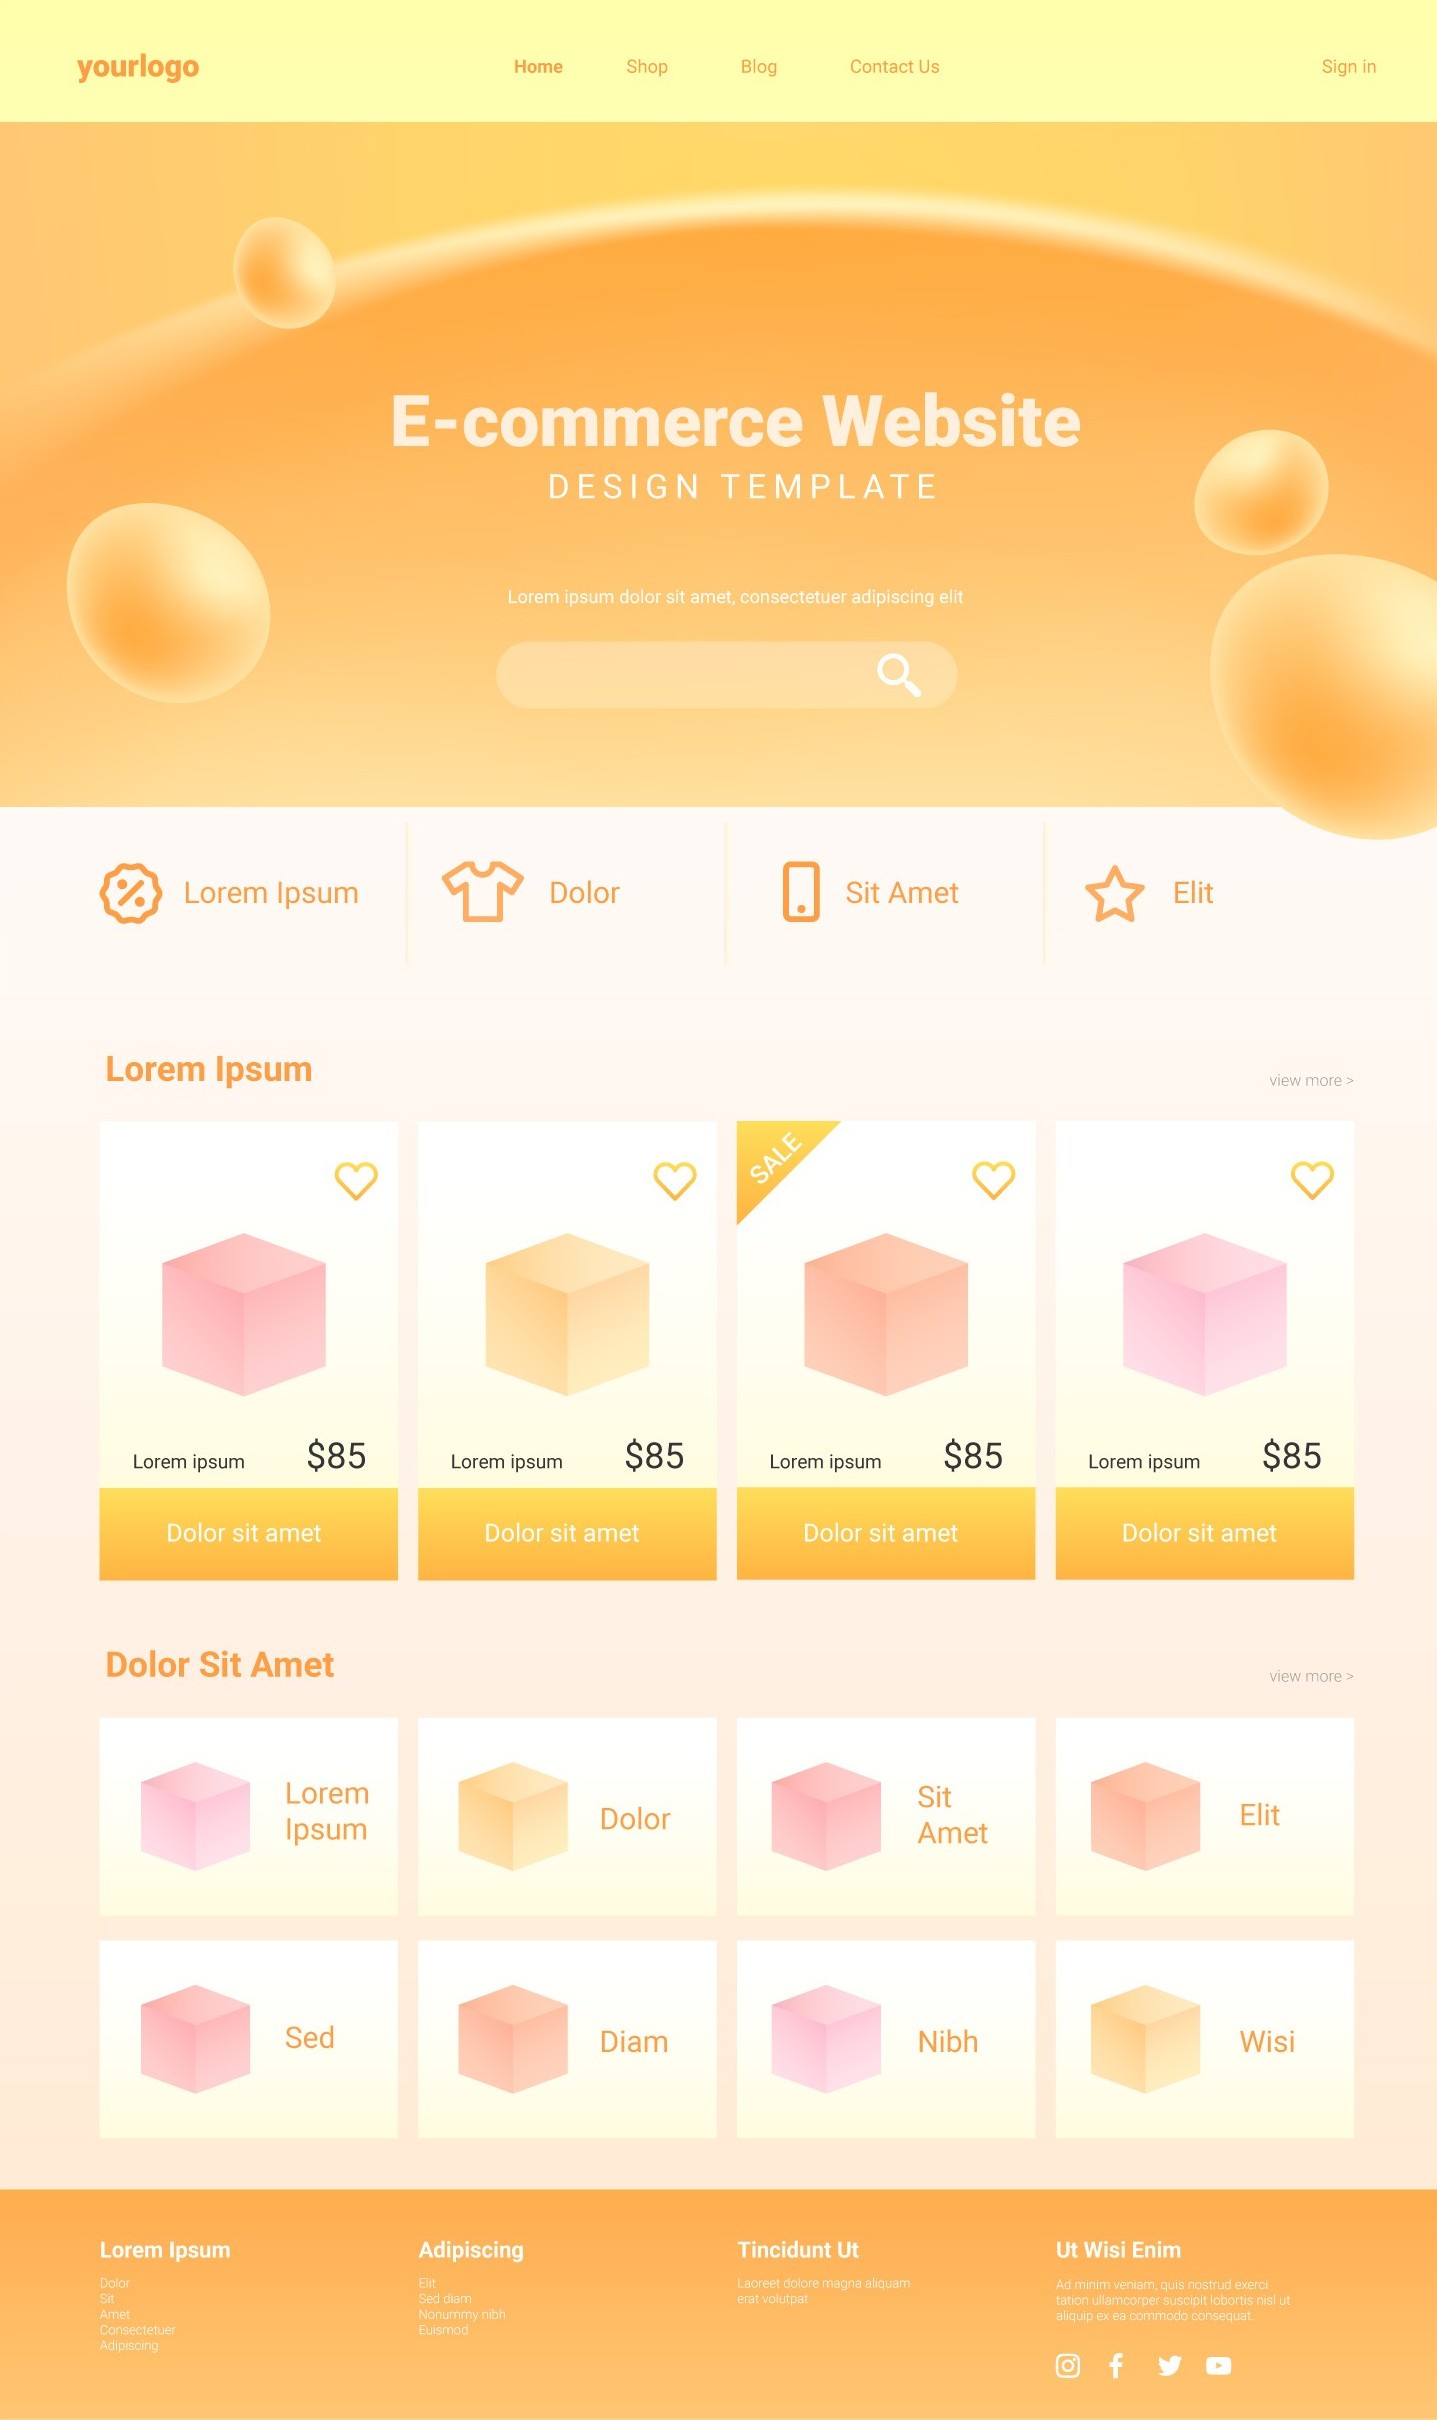 yourlogo
Home
Shop
Blog
Contact Us
Sign in
E-commerce Website
DESIGN TEMPLATE
Lorem ipsum dolor sit amet, consectetuer adipiscing elit
Lorem Ipsum
Dolor
Sit Amet
Elit
Lorem Ipsum
view more >
SALE
Lorem ipsum
$85
Lorem ipsum
$85
Lorem ipsum
$85
Lorem ipsum
$85
Dolor sit amet
Dolor sit amet
Dolor sit amet
Dolor sit amet
Dolor Sit Amet
view more >
Lorem
Ipsum
Dolor
Sit
Amet
Elit
Sed
Diam
Nibh
Wisi
Lorem Ipsum
Dolor
Sit
Amet
Consectetuer
Adipiscing
Adipiscing
Elit
Sed diam
Nonummy nibh
Euismod
Tincidunt Ut
Laoreet dolore magna aliquam
erat volutpat
Ut Wisi Enim
Ad minim veniam, quis nostrud exerci
tation ullamcorper suscipit lobortis nisl ut
aliquip ex ea commodo consequat.